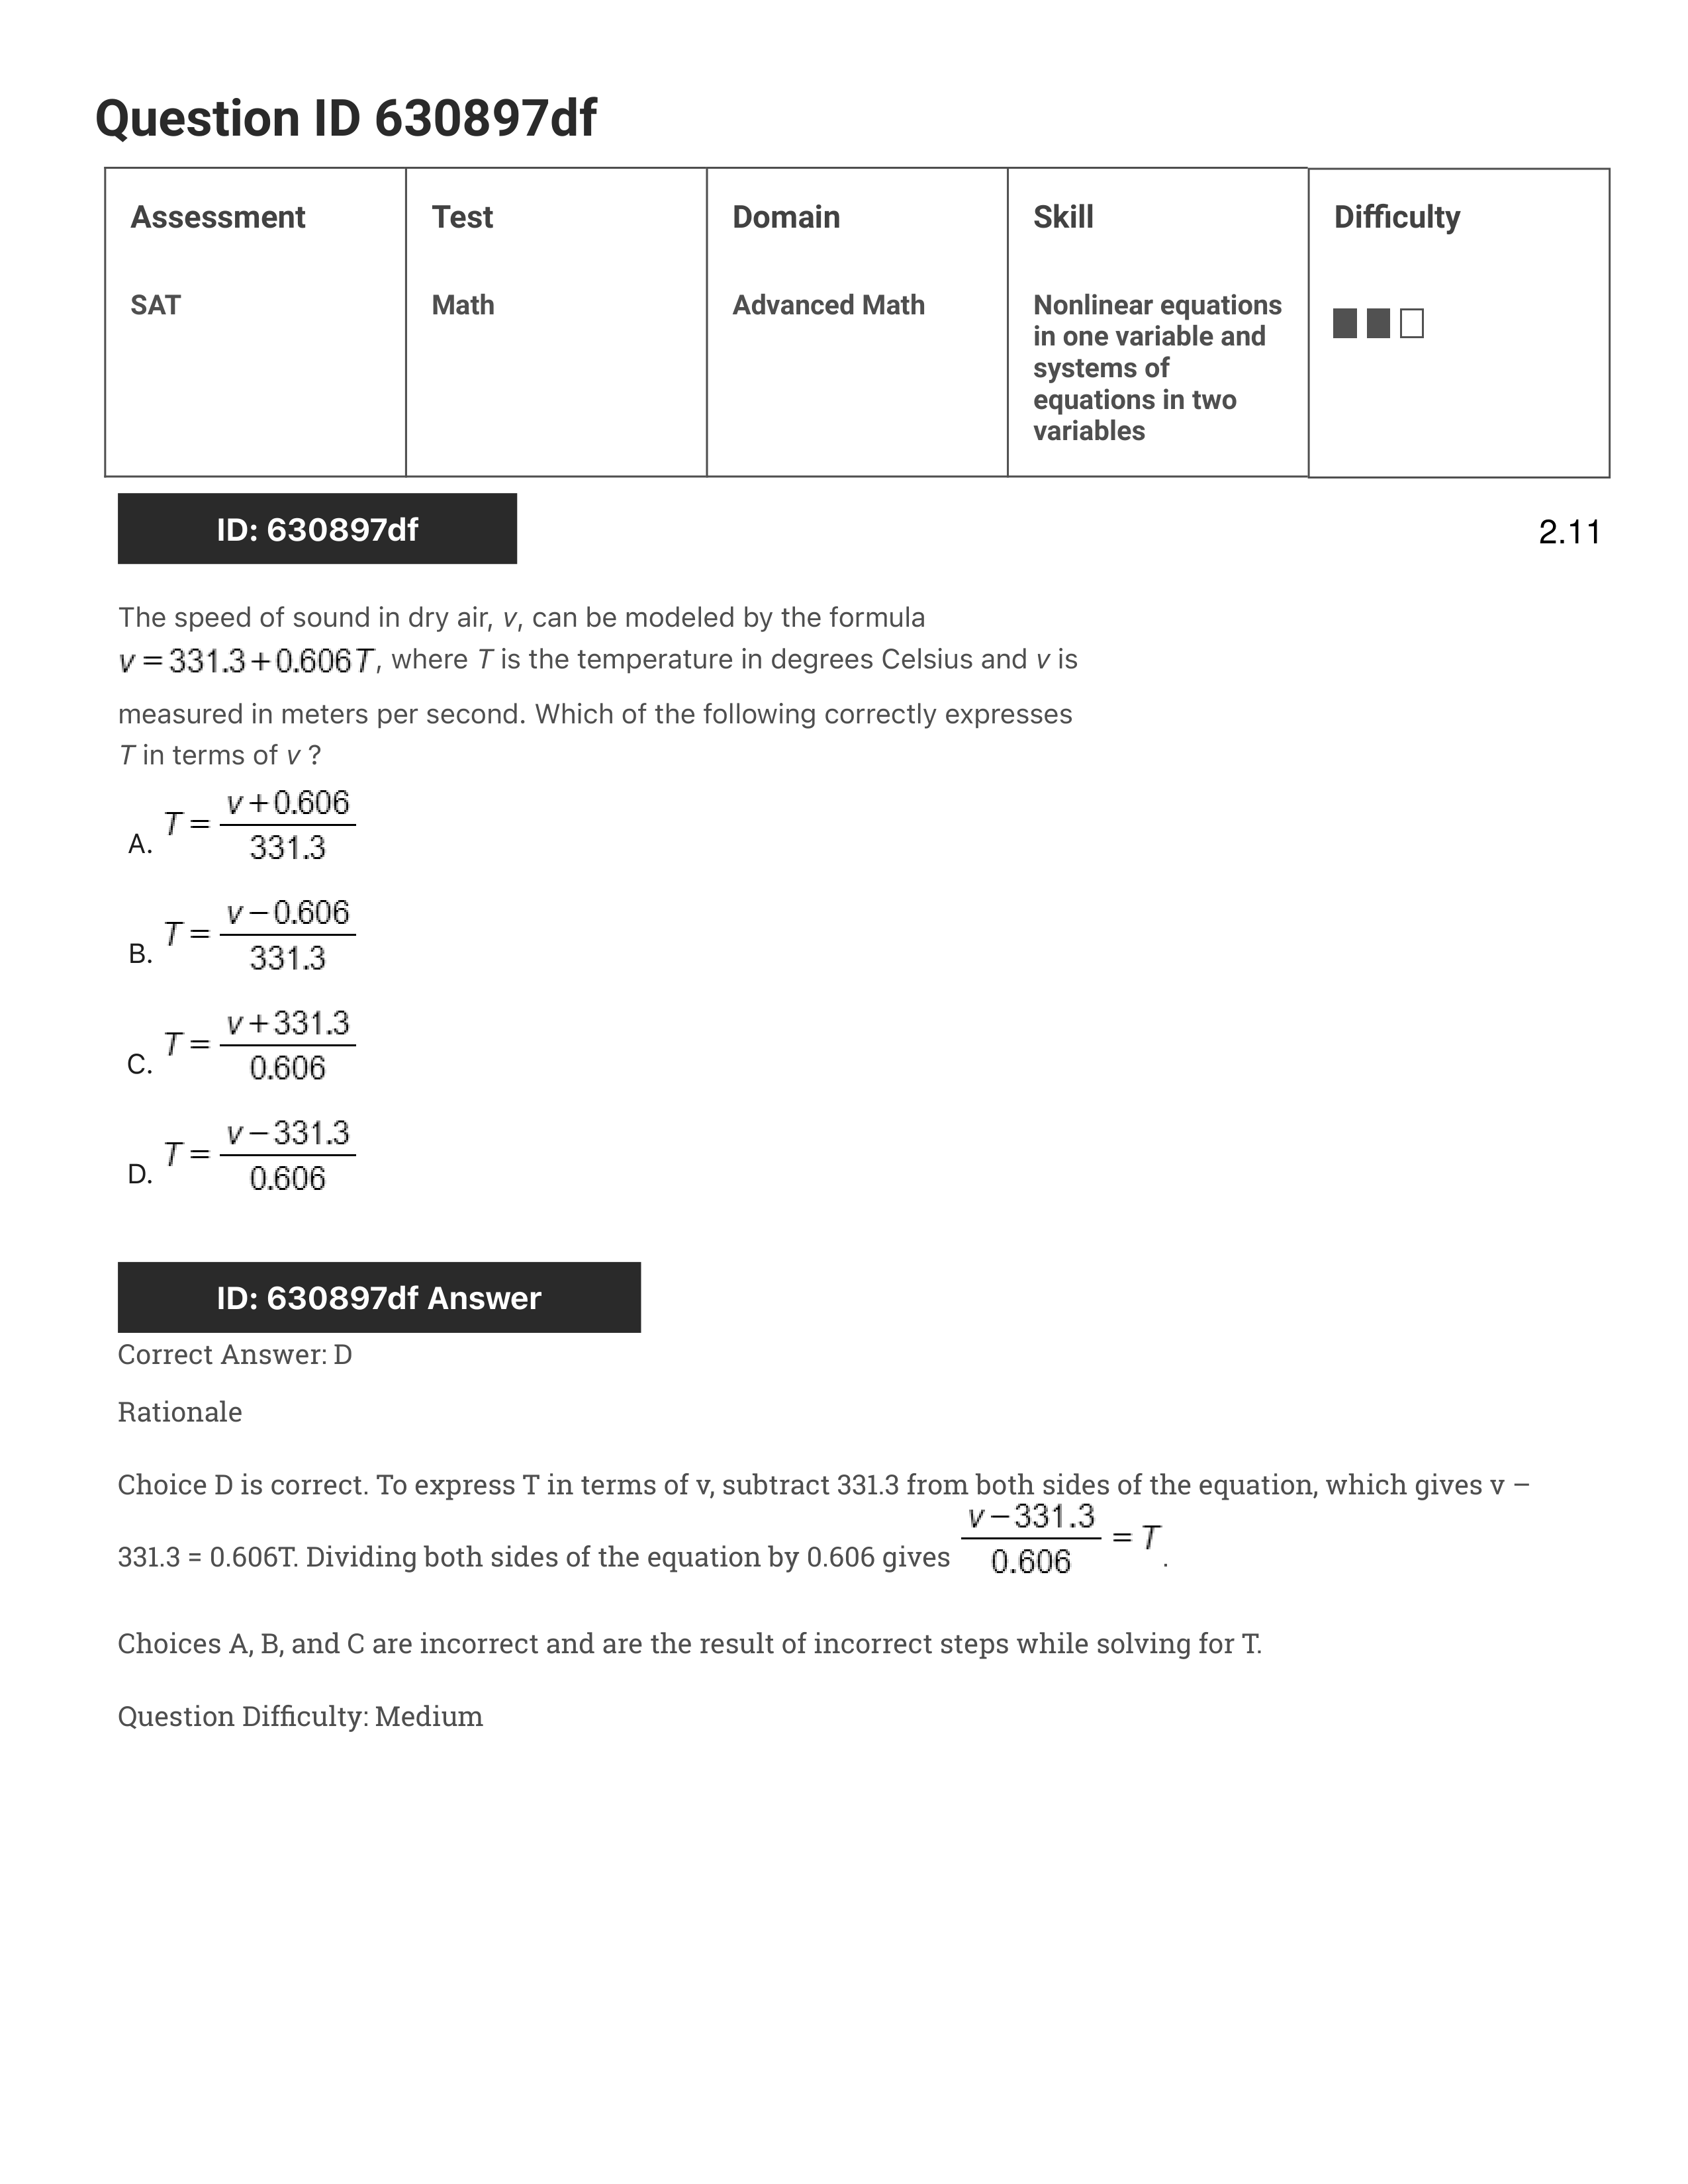 Question ID 630897df
Assessment Test Domain Skill Difficulty
SAT Math Advanced Math Nonlinear equations
in one variable and
systems of
equations in two
variables
ID: 630897df
2.11
The speed of sound in dry air, v, can be modeled by the formula
v = 331.3 + 0.606T, where T is the temperature in degrees Celsius and v is
measured in meters per second. Which of the following correctly expresses
T in terms of v ?
A. T = (v + 0.606) / 331.3
B. T = (v − 0.606) / 331.3
C. T = (v + 331.3) / 0.606
D. T = (v − 331.3) / 0.606
ID: 630897df Answer
Correct Answer: D
Rationale
Choice D is correct. To express T in terms of v, subtract 331.3 from both sides of the equation, which gives v –
331.3 = 0.606T. Dividing both sides of the equation by 0.606 gives (v − 331.3) / 0.606 = T.
Choices A, B, and C are incorrect and are the result of incorrect steps while solving for T.
Question Difficulty: Medium